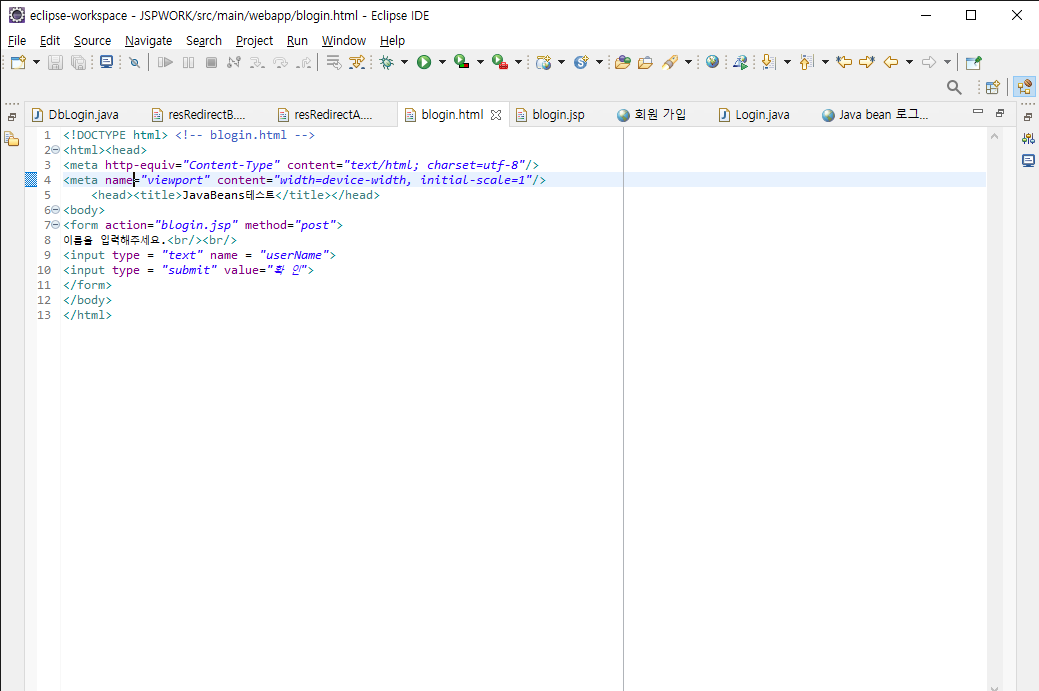 eclipse-workspace - JSPWORK/src/main/webapp/blogin.html - Eclipse IDE
File Edit Source Navigate Search Project Run Window Help
DbLogin.java resRedirectB.... resRedirectA.... blogin.html blogin.jsp 회원 가입 Login.java Java bean 로그...
1 <!DOCTYPE html> <!-- blogin.html -->
2 <html><head>
3 <meta http-equiv="Content-Type" content="text/html; charset=utf-8"/>
4 <meta name="viewport" content="width=device-width, initial-scale=1"/>
5 <head><title>JavaBeans테스트</title></head>
6 <body>
7 <form action="blogin.jsp" method="post">
8 이름을 입력해주세요.<br/><br/>
9 <input type = "text" name = "userName">
10 <input type = "submit" value="확 인">
11 </form>
12 </body>
13 </html>